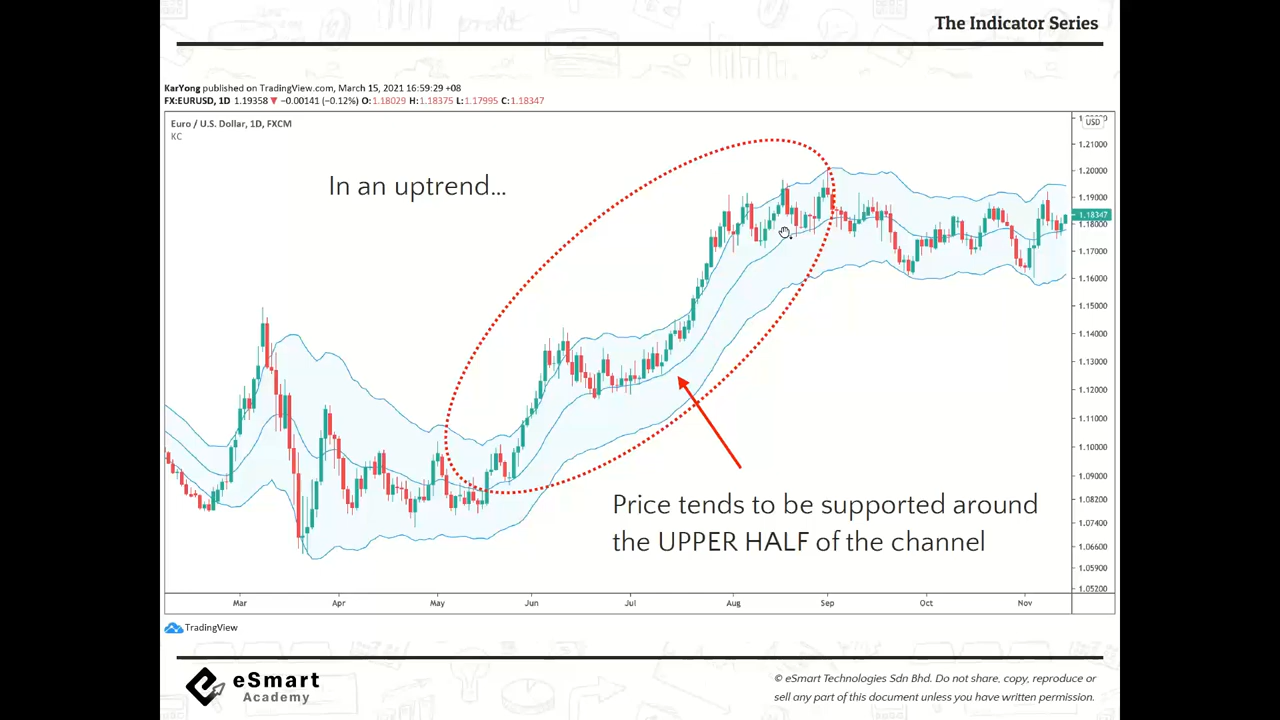 The Indicator Series
KarYong published on TradingView.com, March 15, 2021 16:59:29 +08
FX:EURUSD, 1D 1.19358 ▼ −0.00141 (−0.12%) O:1.18029 H:1.18375 L:1.17995 C:1.18347
Euro / U.S. Dollar, 1D, FXCM
KC
USD
In an uptrend...
1.21000
1.20000
1.19000
1.18347
1.18000
1.17000
1.16000
1.15000
1.14000
1.13000
1.12000
1.11000
1.10000
1.09000
1.08200
1.07400
1.06600
1.05900
1.05200
Price tends to be supported around
the UPPER HALF of the channel
Mar Apr May Jun Jul Aug Sep Oct Nov
TradingView
eSmart
Academy
© eSmart Technologies Sdn Bhd. Do not share, copy, reproduce or
sell any part of this document unless you have written permission.